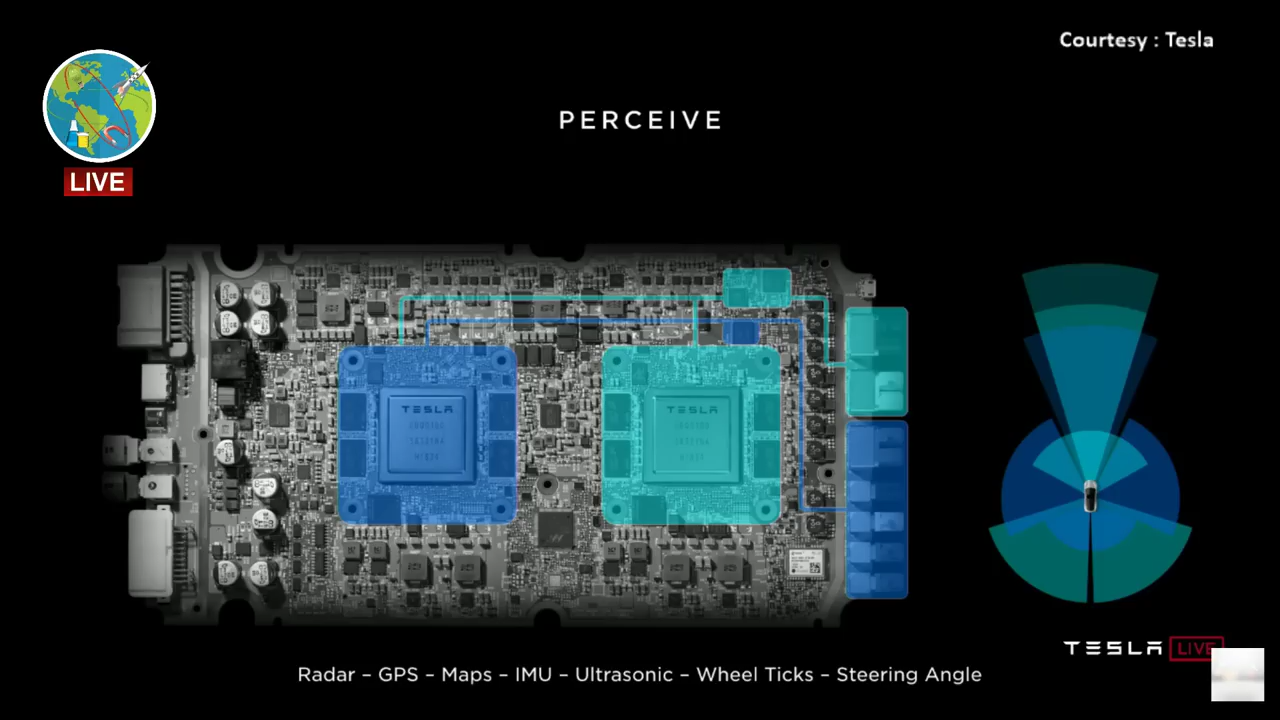 Courtesy : Tesla
LIVE
PERCEIVE
TESLA
TESLA
Radar – GPS – Maps – IMU – Ultrasonic – Wheel Ticks – Steering Angle
TESLA LIVE